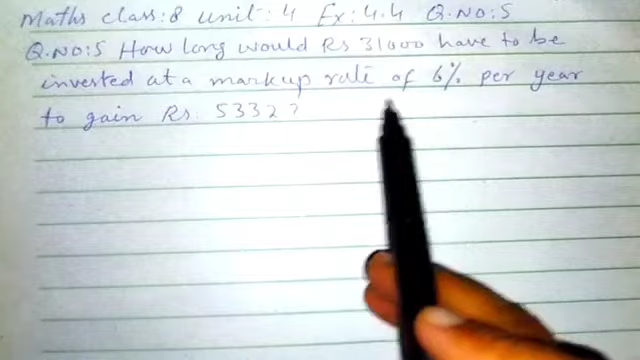 Maths class:8 Unit:4 Ex:4.4 Q.NO:5
Q.NO:5 How long would Rs 31000 have to be
invested at a markup rate of 6% per year
to gain Rs. 5332?